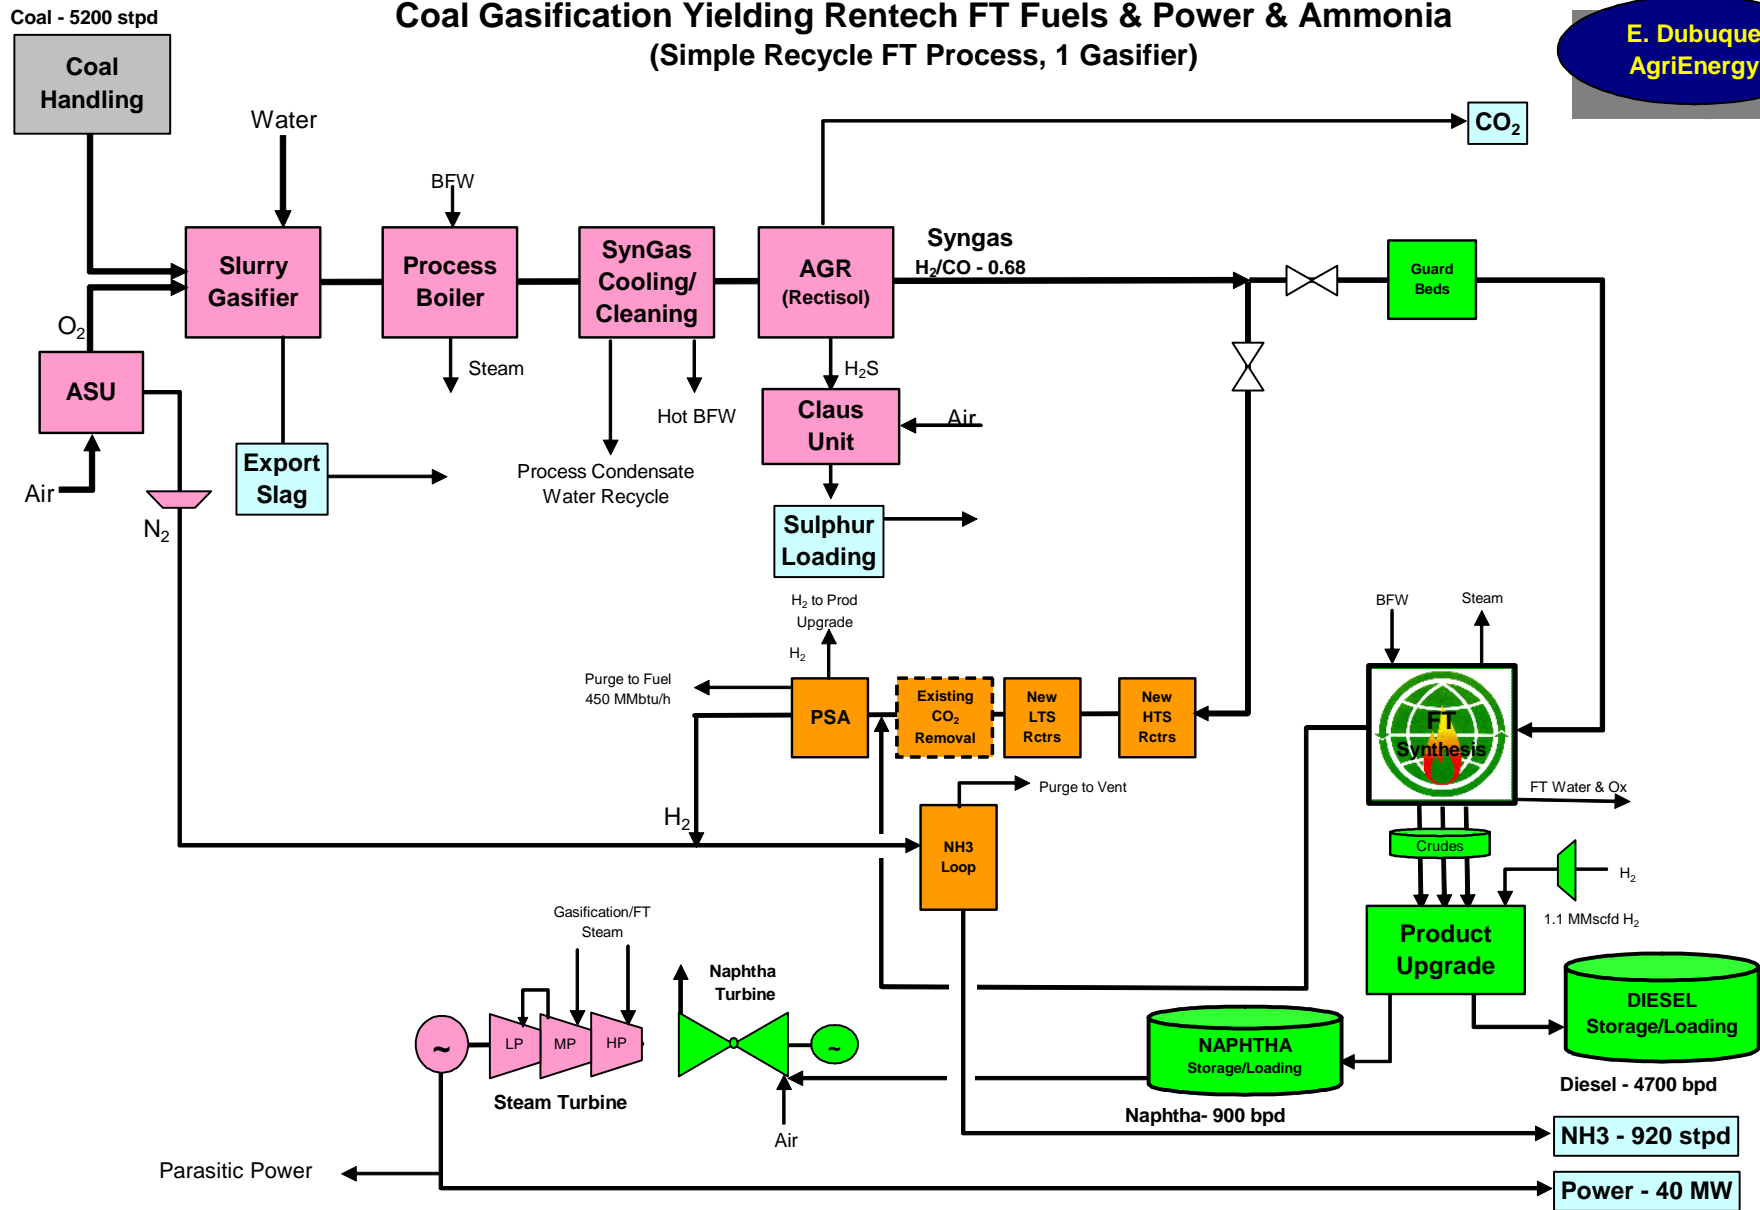 Coal - 5200 stpd
Coal Gasification Yielding Rentech FT Fuels & Power & Ammonia
(Simple Recycle FT Process, 1 Gasifier)
E. Dubuque
AgriEnergy
Coal
Handling
Water
CO2
BFW
Slurry
Gasifier
Process
Boiler
SynGas
Cooling/
Cleaning
AGR
(Rectisol)
Syngas
H2/CO - 0.68
Guard
Beds
O2
ASU
Steam
H2S
Hot BFW
Claus
Unit
Air
Air
Export
Slag
Process Condensate
Water Recycle
N2
Sulphur
Loading
H2 to Prod
Upgrade
H2
BFW
Steam
Purge to Fuel
450 MMbtu/h
PSA
Existing
CO2
Removal
New
LTS
Rctrs
New
HTS
Rctrs
FT
Synthesis
Purge to Vent
FT Water & Ox
H2
NH3
Loop
Crudes
H2
1.1 MMscfd H2
Gasification/FT
Steam
Product
Upgrade
Naphtha
Turbine
DIESEL
Storage/Loading
~
LP
MP
HP
~
NAPHTHA
Storage/Loading
Steam Turbine
Diesel - 4700 bpd
Naphtha- 900 bpd
Air
NH3 - 920 stpd
Parasitic Power
Power - 40 MW